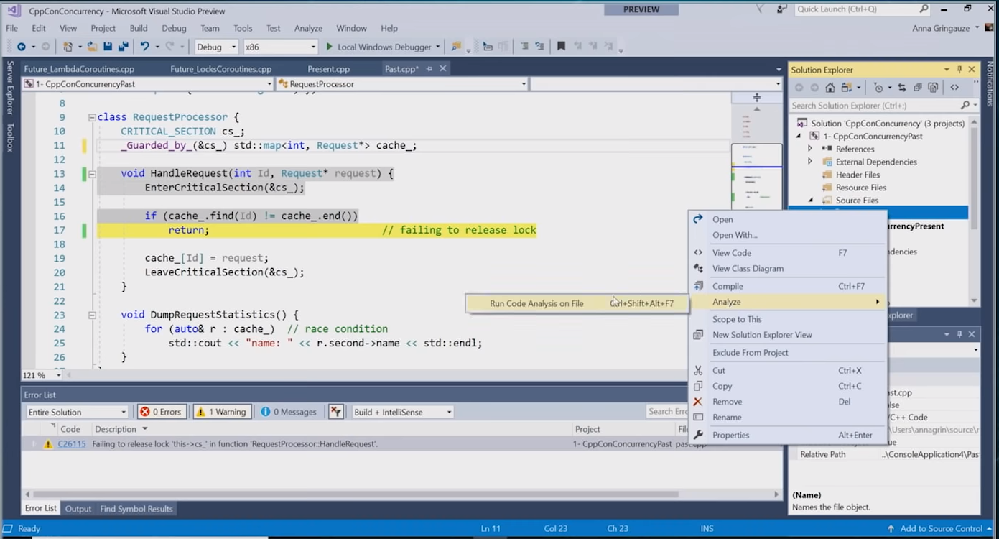 CppConConcurrency - Microsoft Visual Studio Preview
PREVIEW
Quick Launch (Ctrl+Q)
File Edit View Project Build Debug Team Tools Test Analyze Window Help
Anna Gringauze
Debug x86 Local Windows Debugger
Server Explorer
Toolbox
Notifications
Future_LambdaCoroutines.cpp Future_LocksCoroutines.cpp Present.cpp Past.cpp*
1- CppConConcurrencyPast RequestProcessor
8
9 class RequestProcessor {
10 CRITICAL_SECTION cs_;
11 _Guarded_by_(&cs_) std::map<int, Request*> cache_;
12
13 void HandleRequest(int Id, Request* request) {
14 EnterCriticalSection(&cs_);
15
16 if (cache_.find(Id) != cache_.end())
17 return; // failing to release lock
18
19 cache_[Id] = request;
20 LeaveCriticalSection(&cs_);
21 }
22
23 void DumpRequestStatistics() {
24 for (auto& r : cache_) // race condition
25 std::cout << "name: " << r.second->name << std::endl;
26 }
121 %
Solution Explorer
Search Solution Explorer (Ctrl+;)
Solution 'CppConConcurrency' (3 projects)
1- CppConConcurrencyPast
References
External Dependencies
Header Files
Resource Files
Source Files
urrencyPresent
dencies
xplorer
Open
Open With...
View Code F7
View Class Diagram
Compile Ctrl+F7
Analyze
Run Code Analysis on File Ctrl+Shift+Alt+F7
Scope to This
New Solution Explorer View
Exclude From Project
Cut Ctrl+X
Copy Ctrl+C
Remove Del
Rename
Properties Alt+Enter
Error List
Entire Solution 0 Errors 1 Warning 0 Messages Build + IntelliSense Search Erro
Code Description Project File
C26115 Failing to release lock 'this->cs_' in function 'RequestProcessor::HandleRequest'. 1- CppConConcurrencyPast past.cpp
Error List Output Find Symbol Results
ast.cpp
alse
/C++ Code
\Users\annagrin\source\r
ue
Relative Path ..\ConsoleApplication4\Pas
(Name)
Names the file object.
Ready Ln 11 Col 23 Ch 23 INS Add to Source Control